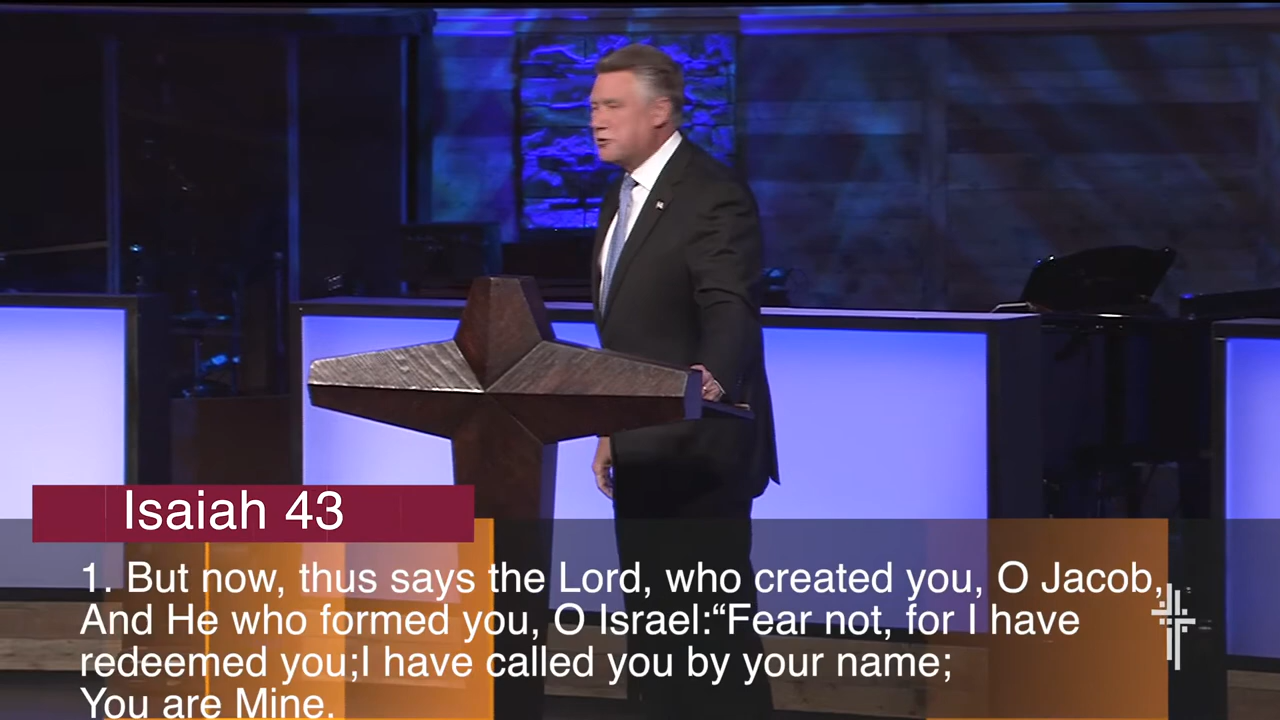 Isaiah 43
1. But now, thus says the Lord, who created you, O Jacob,
And He who formed you, O Israel:“Fear not, for I have
redeemed you;I have called you by your name;
You are Mine.